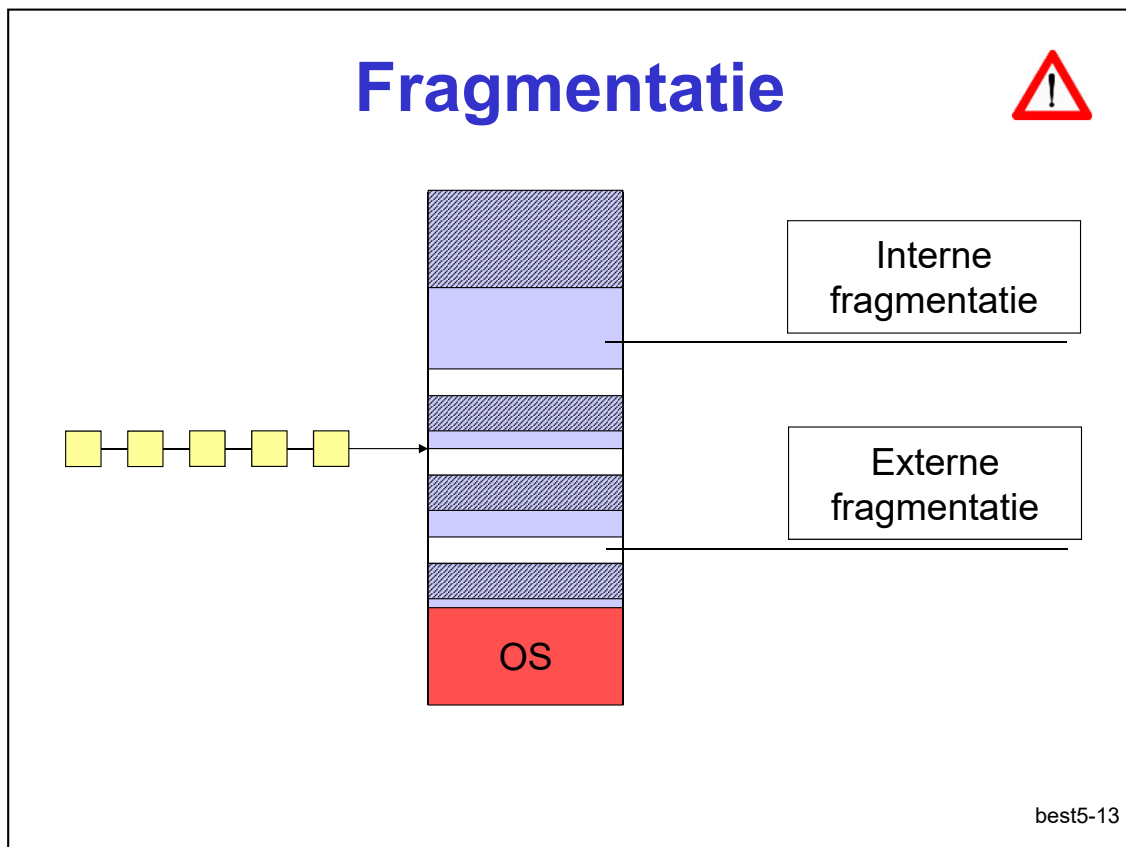 Fragmentatie
!
Interne
fragmentatie
Externe
fragmentatie
OS
best5-13